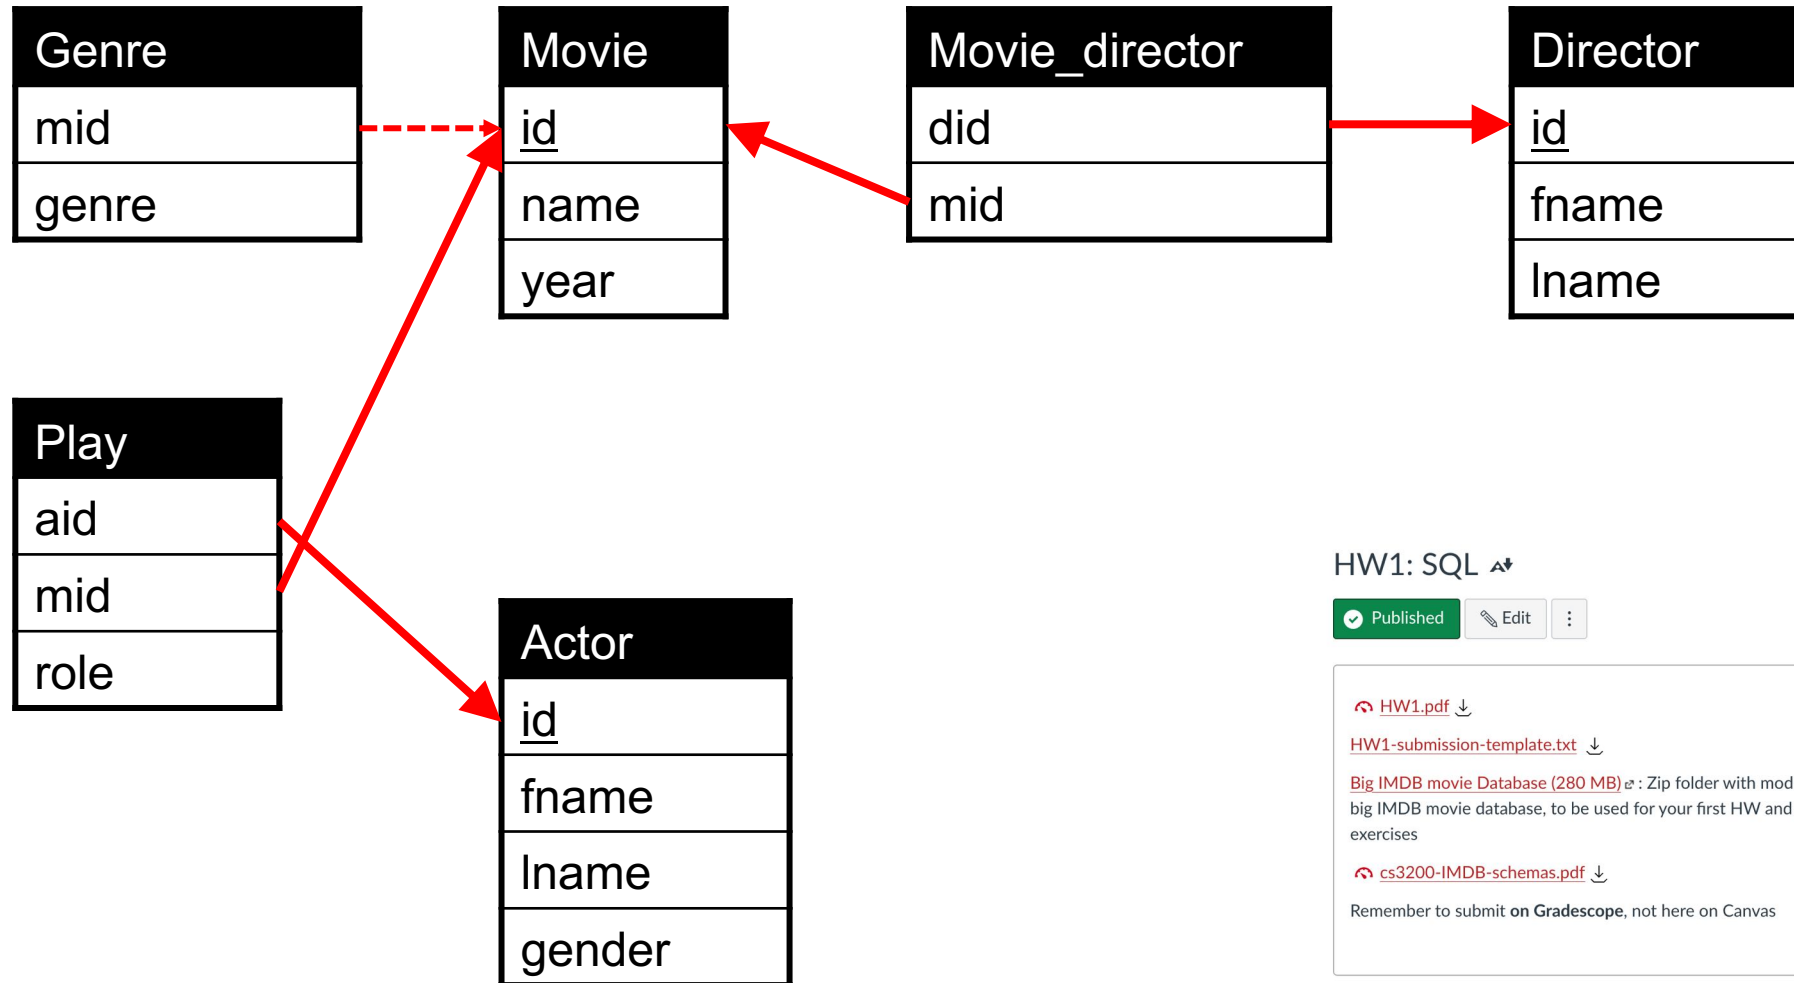 Genre
mid
genre
Movie
id
name
year
Movie_director
did
mid
Director
id
fname
lname
Play
aid
mid
role
Actor
id
fname
lname
gender
HW1: SQL
Published
Edit
HW1.pdf
HW1-submission-template.txt
Big IMDB movie Database (280 MB) : Zip folder with mod
big IMDB movie database, to be used for your first HW and
exercises
cs3200-IMDB-schemas.pdf
Remember to submit on Gradescope, not here on Canvas